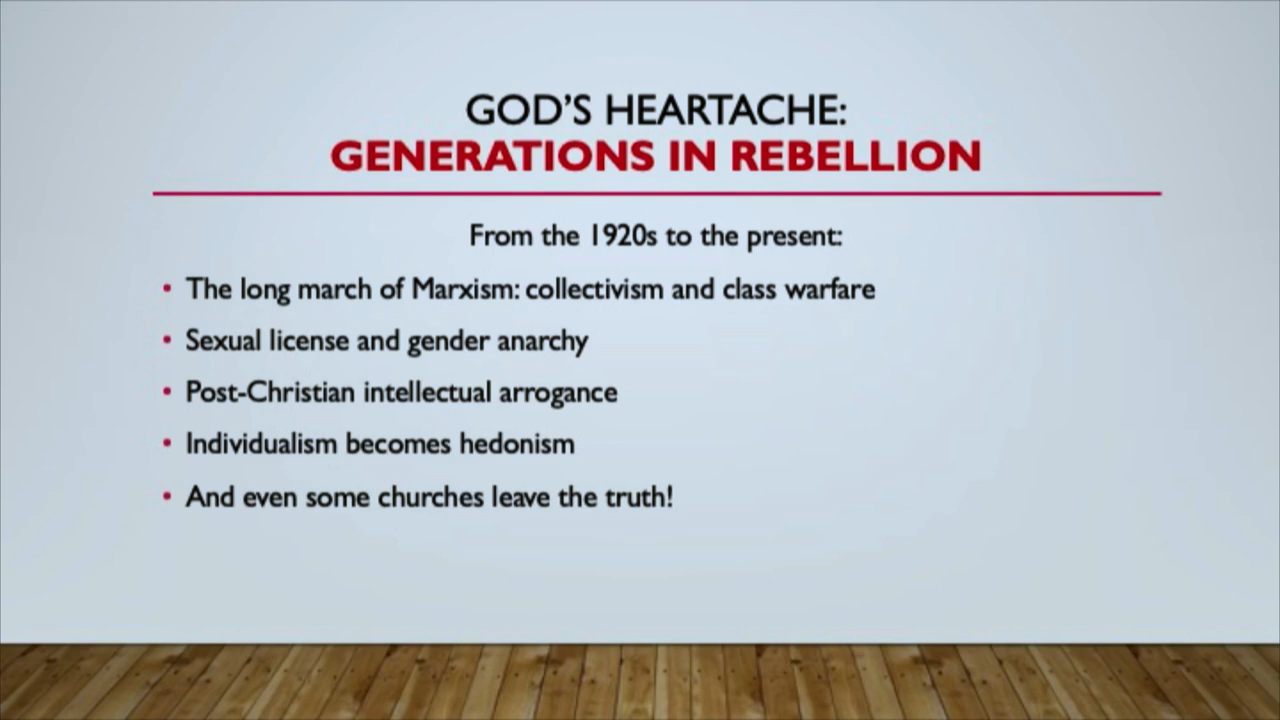 GOD'S HEARTACHE:
GENERATIONS IN REBELLION
From the 1920s to the present:
• The long march of Marxism: collectivism and class warfare
• Sexual license and gender anarchy
• Post-Christian intellectual arrogance
• Individualism becomes hedonism
• And even some churches leave the truth!